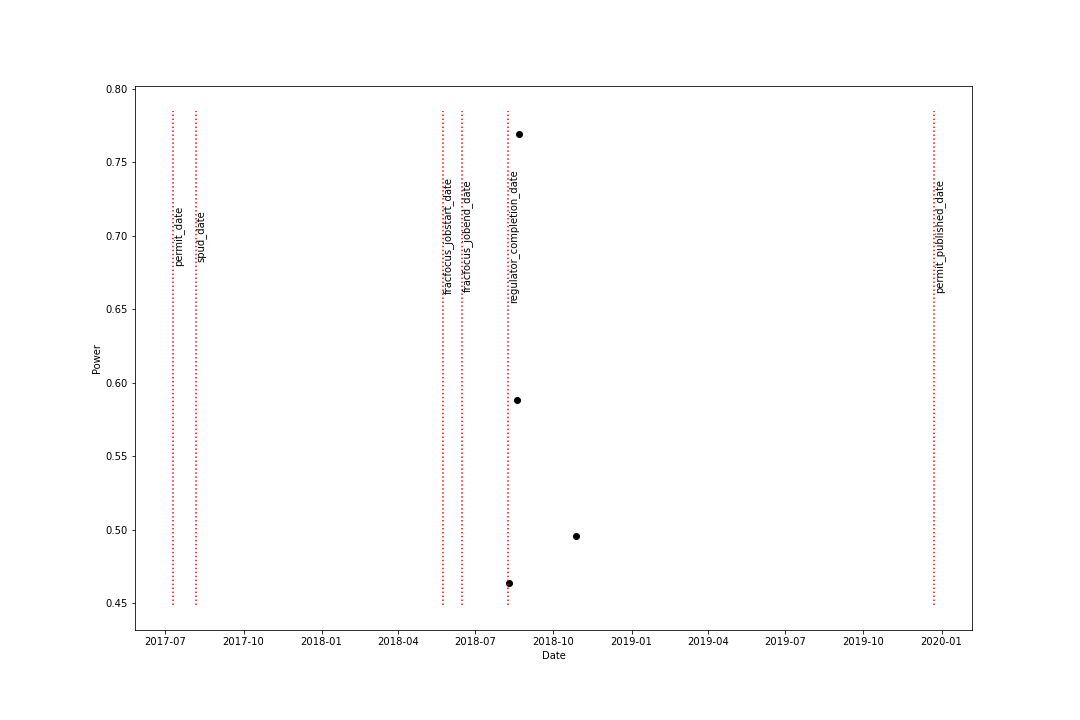 0.80
0.75
0.70
0.65
0.60
0.55
0.50
0.45
Power
permit_date
spud_date
fracfocus_jobstart_date
fracfocus_jobend_date
regulator_completion_date
permit_published_date
2017-07 2017-10 2018-01 2018-04 2018-07 2018-10 2019-01 2019-04 2019-07 2019-10 2020-01
Date